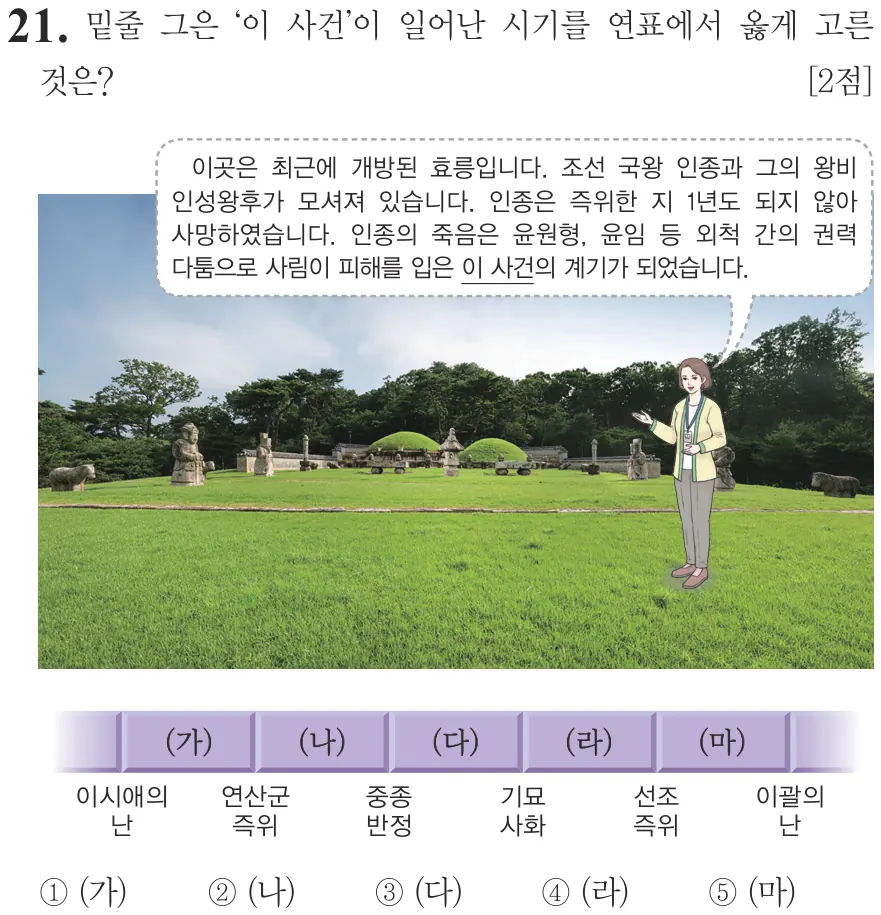 21. 밑줄 그은 ‘이 사건’이 일어난 시기를 연표에서 옳게 고른
것은? [2점]
이곳은 최근에 개방된 효릉입니다. 조선 국왕 인종과 그의 왕비
인성왕후가 모셔져 있습니다. 인종은 즉위한 지 1년도 되지 않아
사망하였습니다. 인종의 죽음은 윤원형, 윤임 등 외척 간의 권력
다툼으로 사림이 피해를 입은 이 사건의 계기가 되었습니다.
(가) (나) (다) (라) (마)
이시애의 연산군 중종 기묘 선조 이괄의
난 즉위 반정 사화 즉위 난
① (가) ② (나) ③ (다) ④ (라) ⑤ (마)